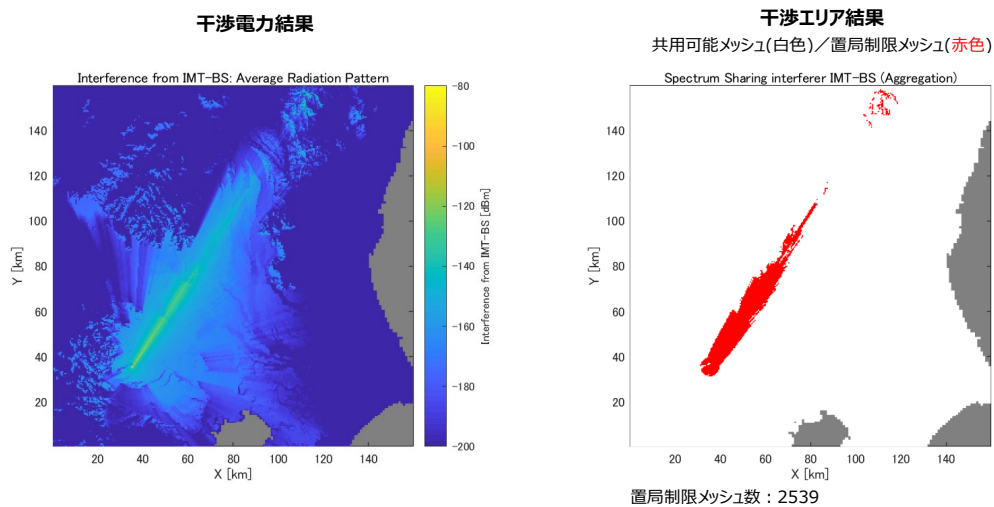 干渉電力結果
Interference from IMT-BS: Average Radiation Pattern
140
120
100
80
60
40
20
Y [km]
20 40 60 80 100 120 140
X [km]
-80
-100
-120
-140
-160
-180
-200
Interference from IMT-BS [dBm]
干渉エリア結果
共用可能メッシュ(白色)／置局制限メッシュ(赤色)
Spectrum Sharing interferer IMT-BS (Aggregation)
140
120
100
80
60
40
20
Y [km]
20 40 60 80 100 120 140
X [km]
置局制限メッシュ数：2539